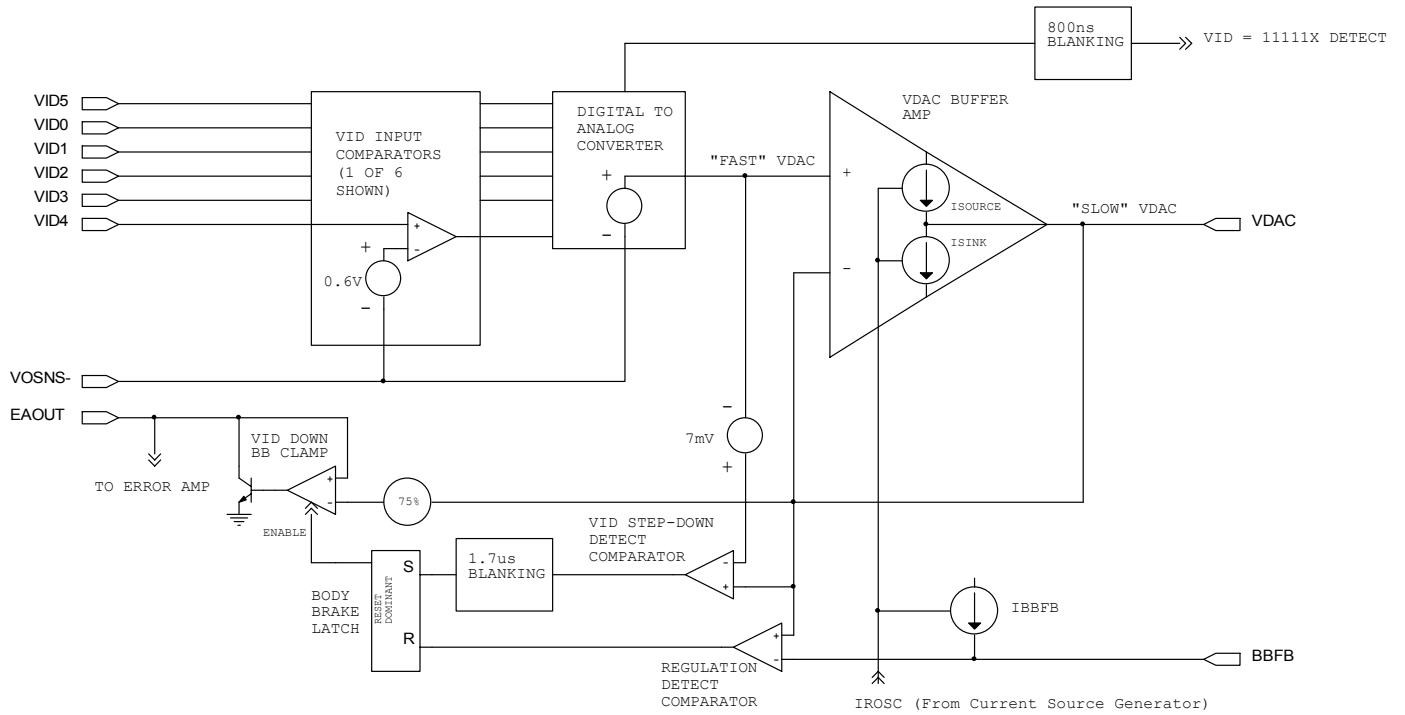 800ns
BLANKING
VID = 11111X DETECT
VID5
VID0
VID1
VID2
VID3
VID4
VID INPUT
COMPARATORS
(1 OF 6
SHOWN)
+
-
+
0.6V
-
DIGITAL TO
ANALOG
CONVERTER
+
-
"FAST" VDAC
VDAC BUFFER
AMP
+
-
ISOURCE
ISINK
"SLOW" VDAC
VDAC
VOSNS-
EAOUT
VID DOWN
BB CLAMP
+
-
TO ERROR AMP
ENABLE
75%
-
7mV
+
VID STEP-DOWN
DETECT
COMPARATOR
-
+
1.7us
BLANKING
BODY
BRAKE
LATCH
RESET
DOMINANT
S
R
+
-
REGULATION
DETECT
COMPARATOR
IBBFB
BBFB
IROSC (From Current Source Generator)